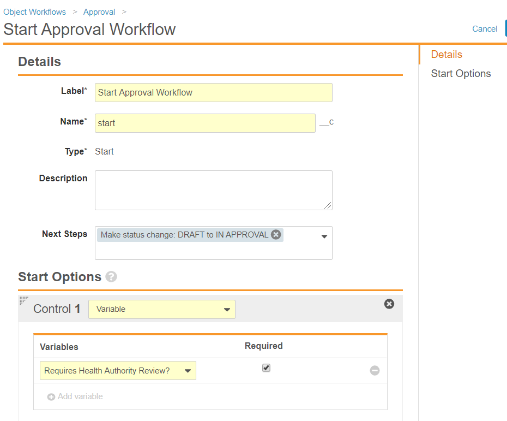 Object Workflows > Approval >
Start Approval Workflow
Cancel
Details
Details
Start Options
Label* Start Approval Workflow
Name* start __c
Type* Start
Description
Next Steps Make status change: DRAFT to IN APPROVAL
Start Options
Control 1 Variable
Variables Required
Requires Health Authority Review?
Add variable